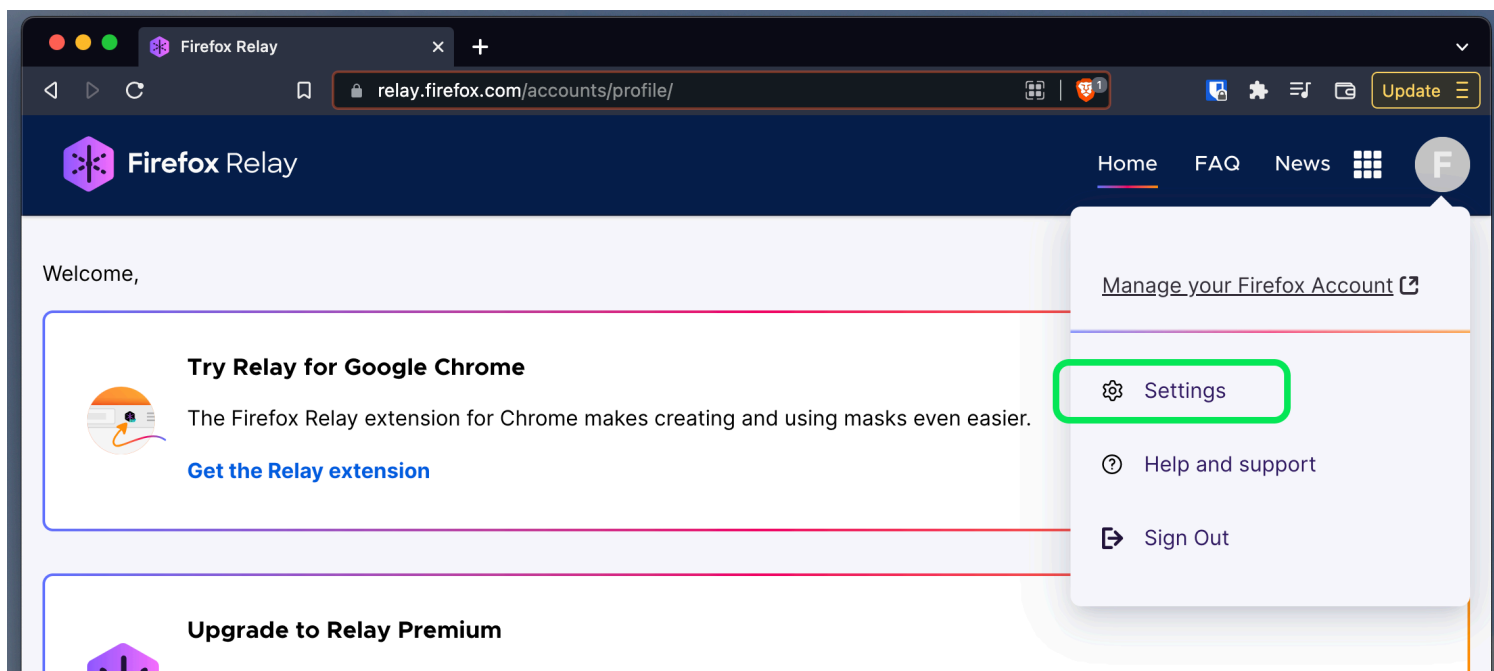 Firefox Relay
relay.firefox.com/accounts/profile/
1
Update
Firefox Relay
Home
FAQ
News
F
Welcome,
Manage your Firefox Account
Try Relay for Google Chrome
The Firefox Relay extension for Chrome makes creating and using masks even easier.
Get the Relay extension
Settings
Help and support
Sign Out
Upgrade to Relay Premium